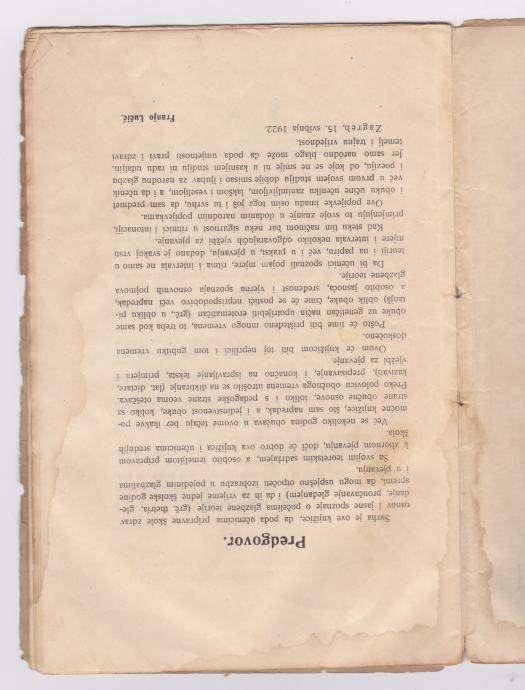 Predgovor.
Svrha je ove knjižice, da poda učenicima pripravne škole zdrav
osnov i jasne spoznaje o počelima glazbene teorije (grč. thetria, gle-
danje, proučavanje gledanjem) i da ih za vrijeme jedne školske godine
spremi, da mogu uspješno otpočeti izobrazbu u pojedinim glazbalima
i u pjevanju.
Sa svojim teoretskim sadržajem, a osobito temeljitom pripravom
k zbornom pjevanju, doći će dobro ova knjižica i učenicima srednjih
škola.
Već se nekoliko godina obučava u ovome tečaju bez ikakve po-
moćne knjižice, što sam napredak, a i jedinstvenost obuke, koliko sa
strane obučne osnove, toliko i s pedagoške strane veoma otešćava.
Preko polovicu obučnoga vremena utrošilo se na diktiranje (lat. dictare,
kazivati), prepisavanje, i konačno na ispravljanje teksta, primjera i
vježbi za pjevanje.
Ovom će knjižicom biti toj neprilici i tom gubitku vremena
doskočeno.
Pošto će time biti prištedjeno mnogo vremena, to treba kod same
obuke uz genetičan način upotrijebiti erotematičan (grč., u obliku pi-
tanja) oblik obuke, čime će se postići neprispodobivo veći napredak,
a osobito jasnoća, sređenost i vjerna spoznaja osnovnih pojmova
glazbene teorije.
Da bi učenici spoznali pojam mjere, ritma i intervala ne samo u
teoriji i na papiru, već i u praksi, u pjevanju, dodano je svakoj vrsti
mjere i intervala nekoliko odgovarajućih vježbi za pjevanje.
Kad steku tim načinom bar neku sigurnost u ritmici i intonaciji,
primjenjuju to svoje znanje u dodanim narodnim popijevkama.
Ove popijevke imadu osim toga još i tu svrhu, da sam predmet
i obuku učine učeniku zanimljivijom, lakšom i veselijom, a i da učenik
već u prvom svojem studiju dobije smisao i ljubav za narodnu glazbu
i poeziju, od koje se ne smije ni u kasnijem studiju ni radu udaljiti.
Jer samo národno blago može da poda umjetnosti pravi i zdravi
temelj i trajnu vrijednost.
Zagreb, 15. svibnja 1922.
Franjo Lučić.